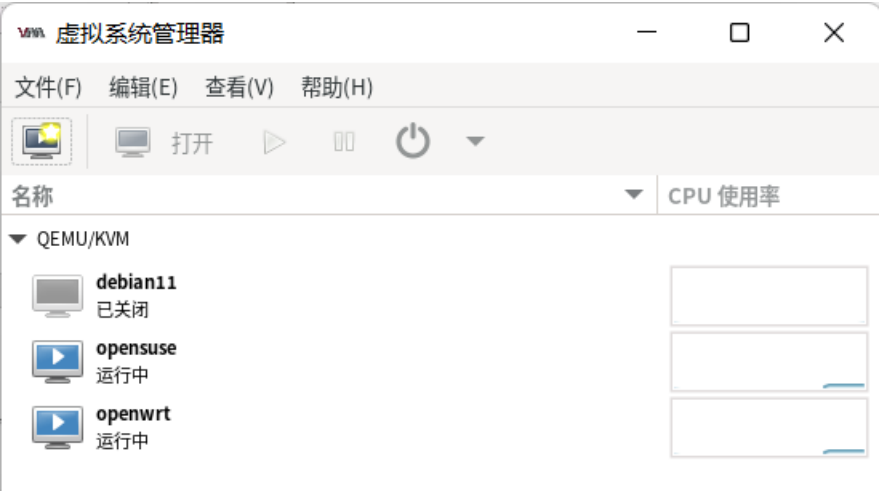 虚拟系统管理器
文件(F) 编辑(E) 查看(V) 帮助(H)
打开
名称 CPU 使用率
QEMU/KVM
debian11
已关闭
opensuse
运行中
openwrt
运行中